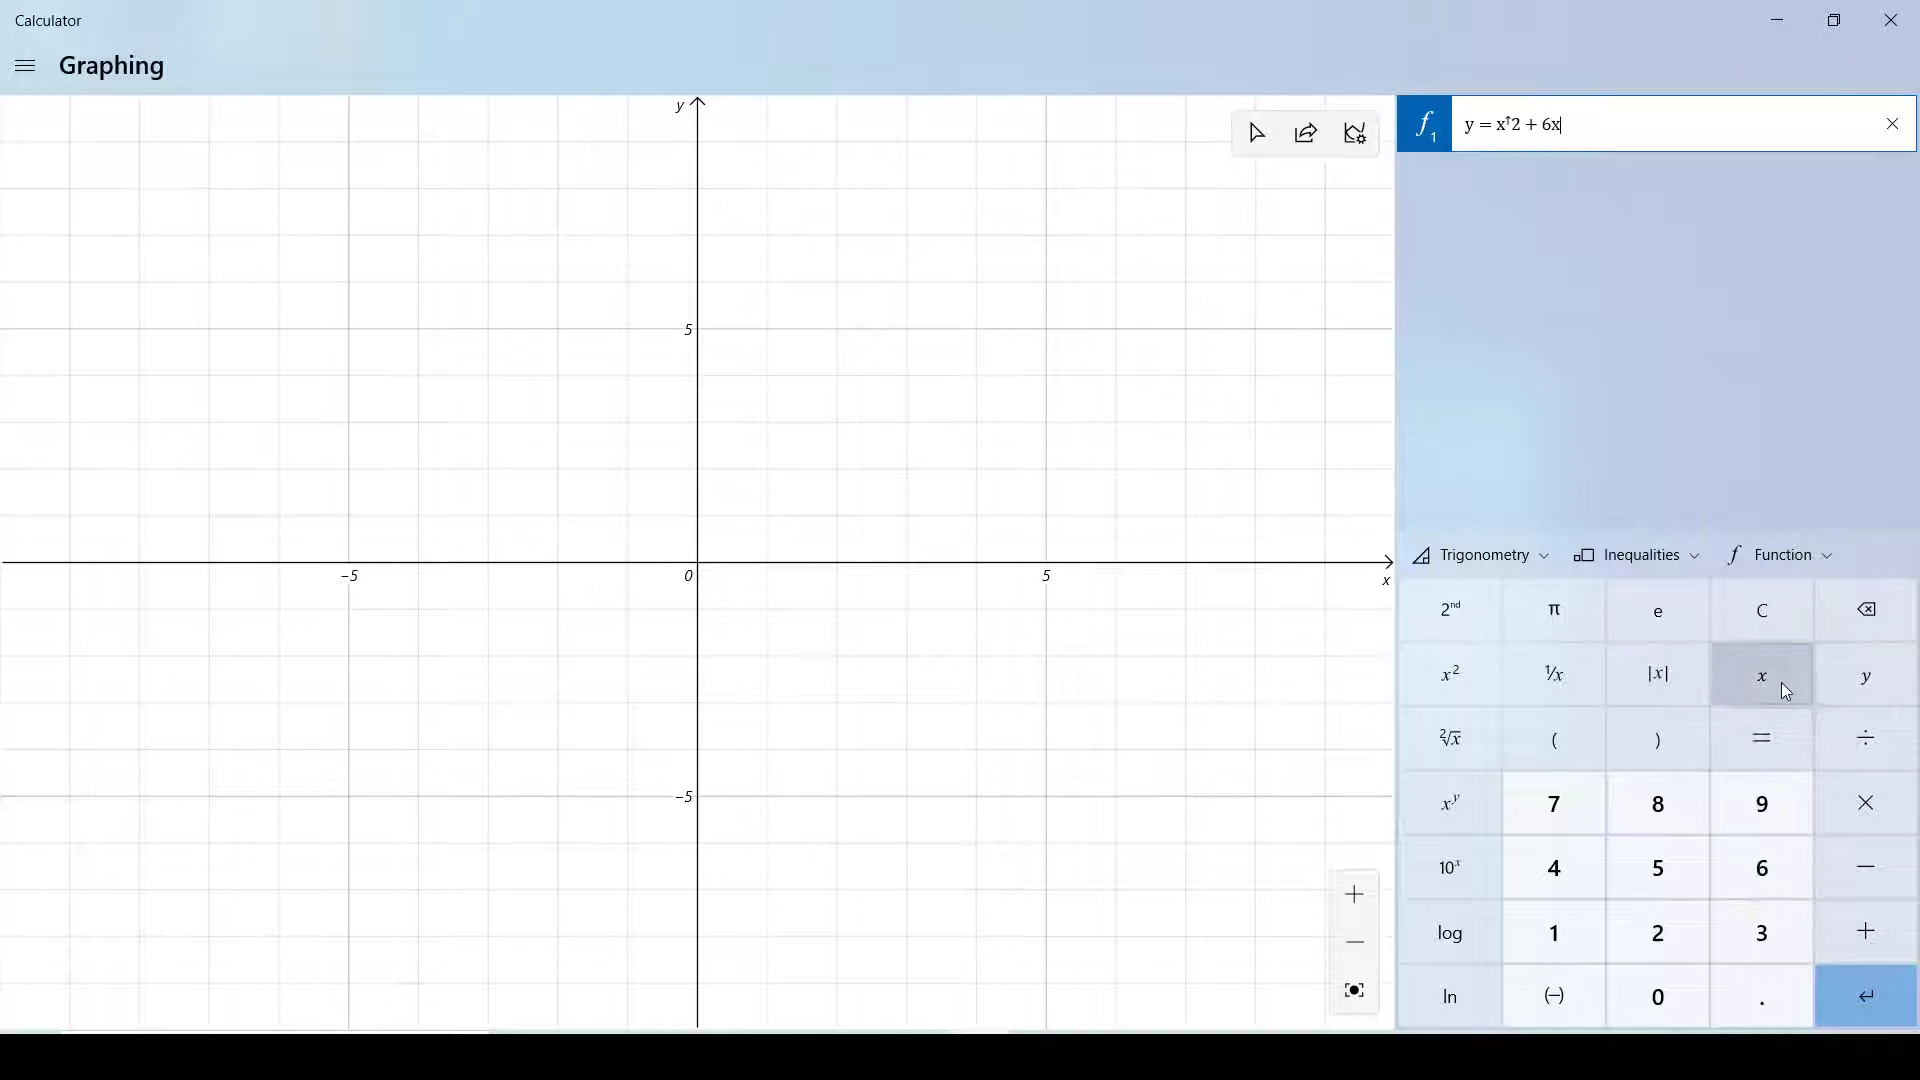 Calculator
Graphing
y
5
−5
0
5
x
−5
f1
y = x↑2 + 6x
Trigonometry
Inequalities
f Function
2nd π e C
x² ¹/x |x| x y
²√x ( ) = ÷
xʸ 7 8 9 ×
10ˣ 4 5 6 −
log 1 2 3 +
ln (−) 0 .